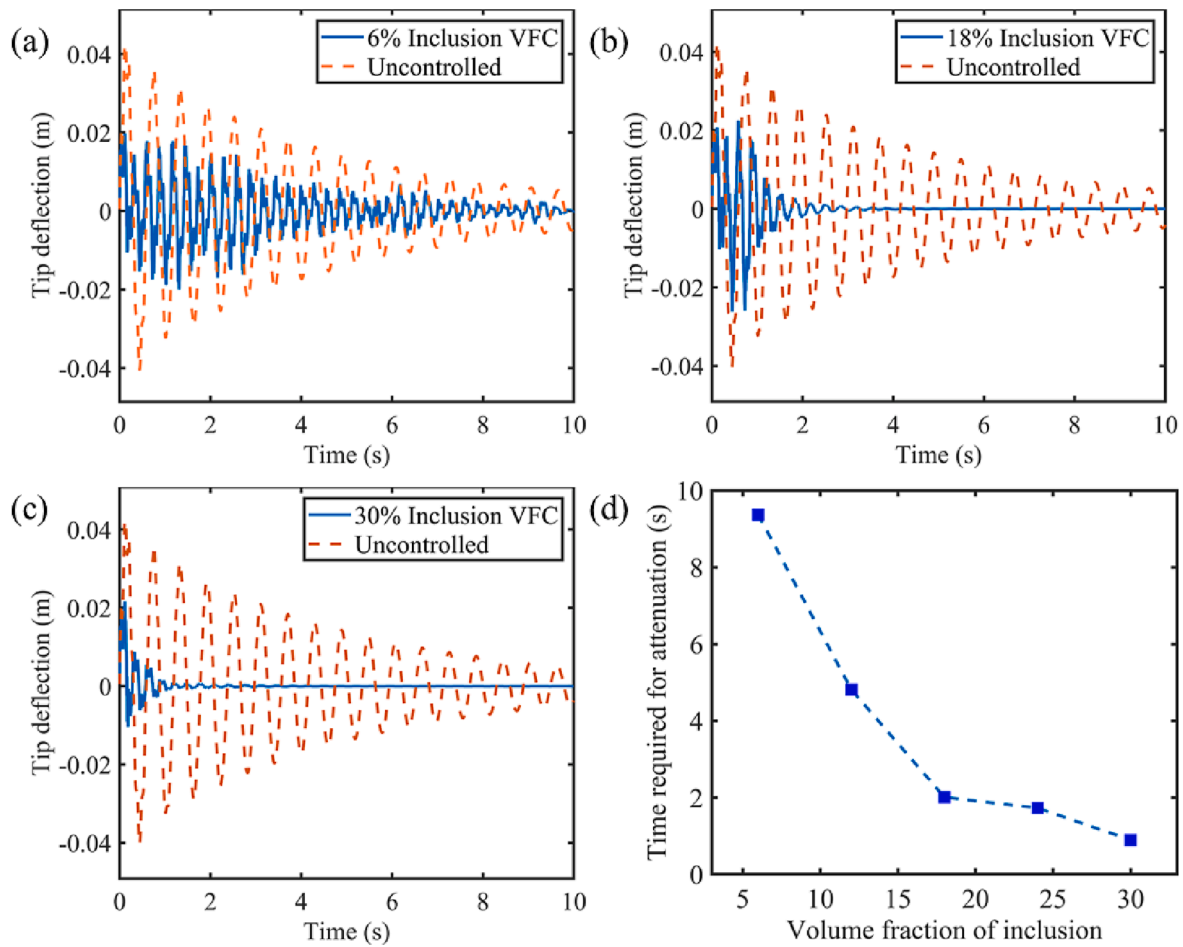 (a)
6% Inclusion VFC
Uncontrolled
Tip deflection (m)
0.04
0.02
0
-0.02
-0.04
0 2 4 6 8 10
Time (s)
(b)
18% Inclusion VFC
Uncontrolled
Tip deflection (m)
0.04
0.02
0
-0.02
-0.04
0 2 4 6 8 10
Time (s)
(c)
30% Inclusion VFC
Uncontrolled
Tip deflection (m)
0.04
0.02
0
-0.02
-0.04
0 2 4 6 8 10
Time (s)
(d)
Time required for attenuation (s)
10
8
6
4
2
0
5 10 15 20 25 30
Volume fraction of inclusion